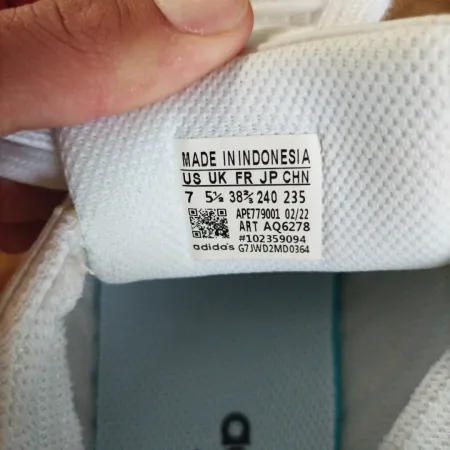 MADE IN INDONESIA
US UK FR JP CHN
7 5½ 38⅔ 240 235
APE779001 02/22
ART AQ6278
#102359094
adidas G7JWD2MD0364